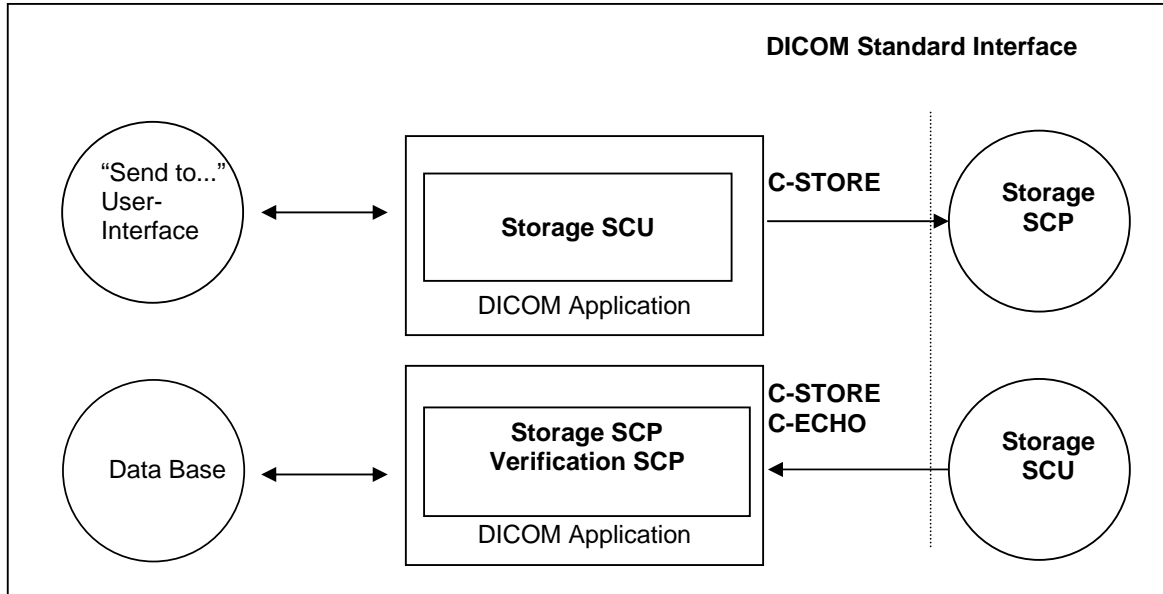 DICOM Standard Interface
“Send to...”
User-
Interface
Storage SCU
DICOM Application
C-STORE
Storage
SCP
Data Base
Storage SCP
Verification SCP
DICOM Application
C-STORE
C-ECHO
Storage
SCU